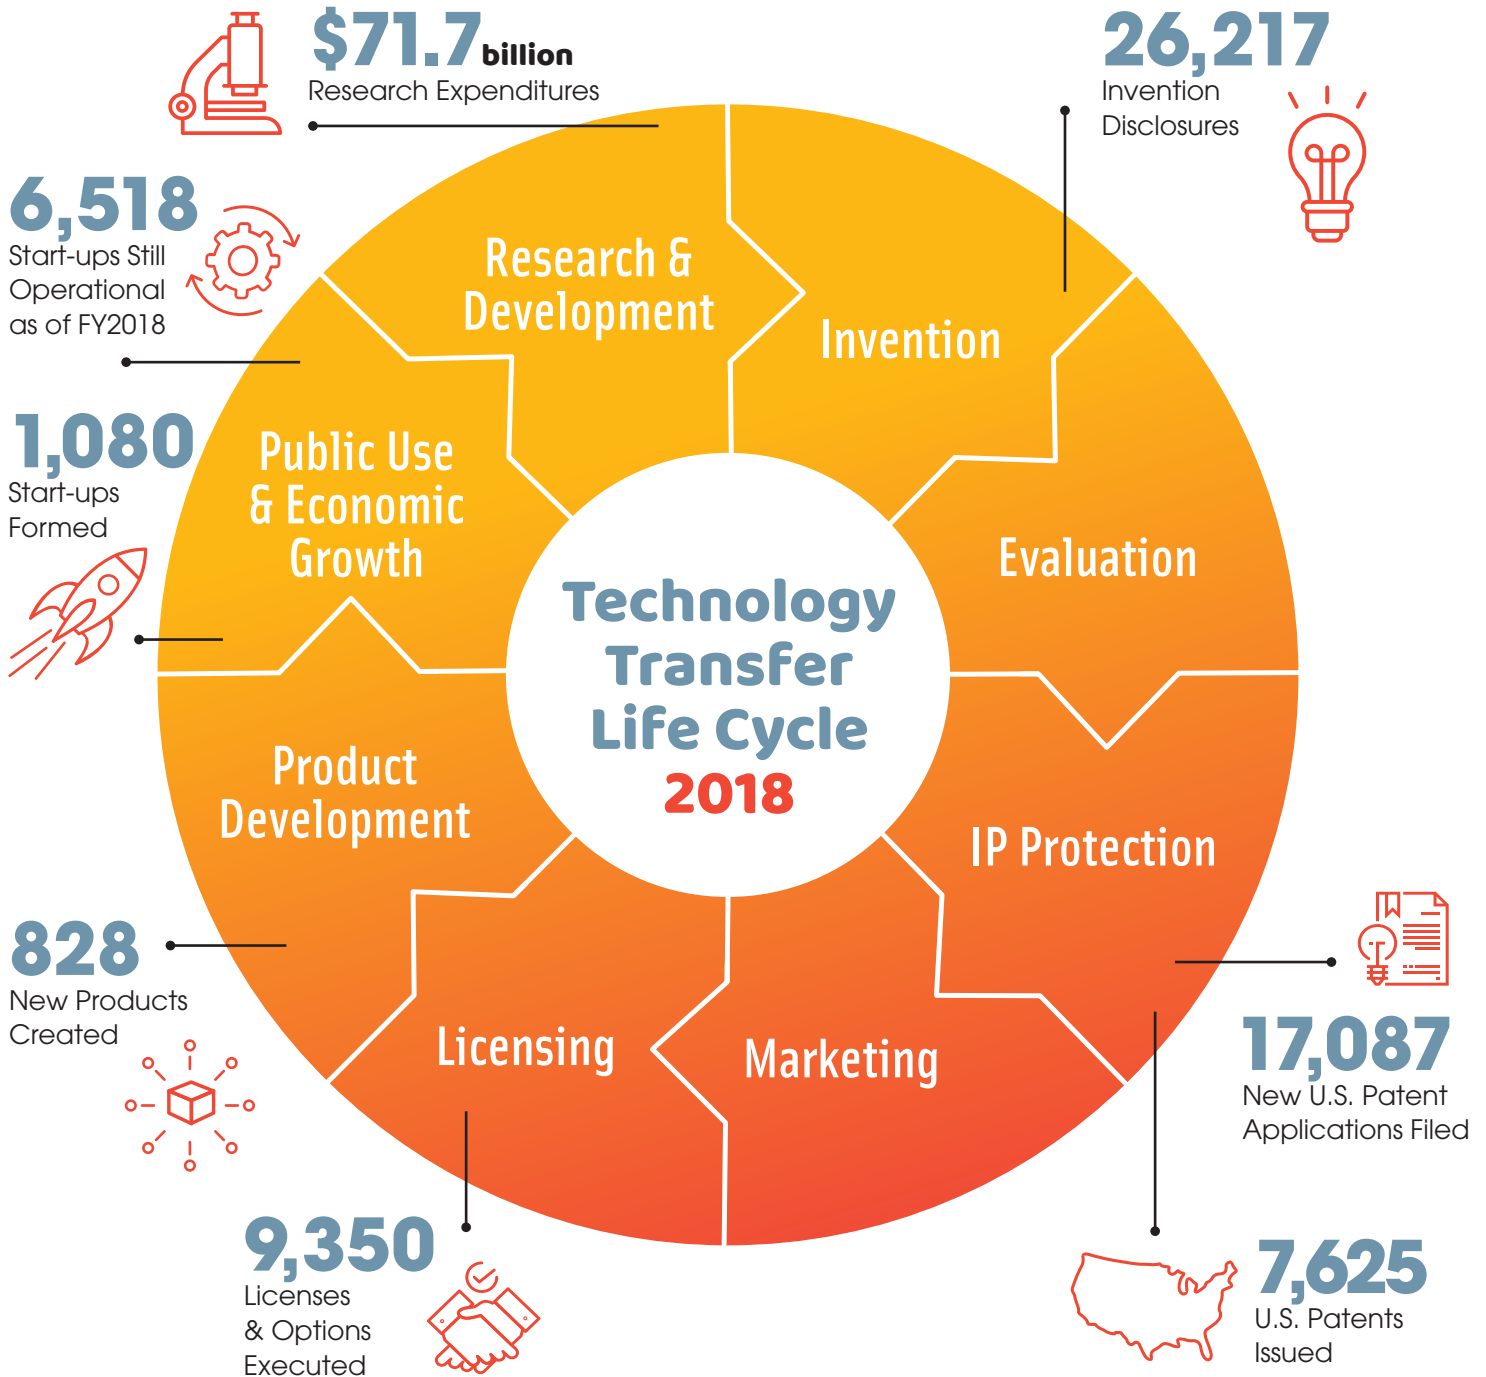 $71.7 billion
Research Expenditures
26,217
Invention
Disclosures
6,518
Start-ups Still
Operational
as of FY2018
1,080
Start-ups
Formed
828
New Products
Created
9,350
Licenses
& Options
Executed
17,087
New U.S. Patent
Applications Filed
7,625
U.S. Patents
Issued
Research &
Development
Invention
Evaluation
IP Protection
Marketing
Licensing
Product
Development
Public Use
& Economic
Growth
Technology
Transfer
Life Cycle
2018